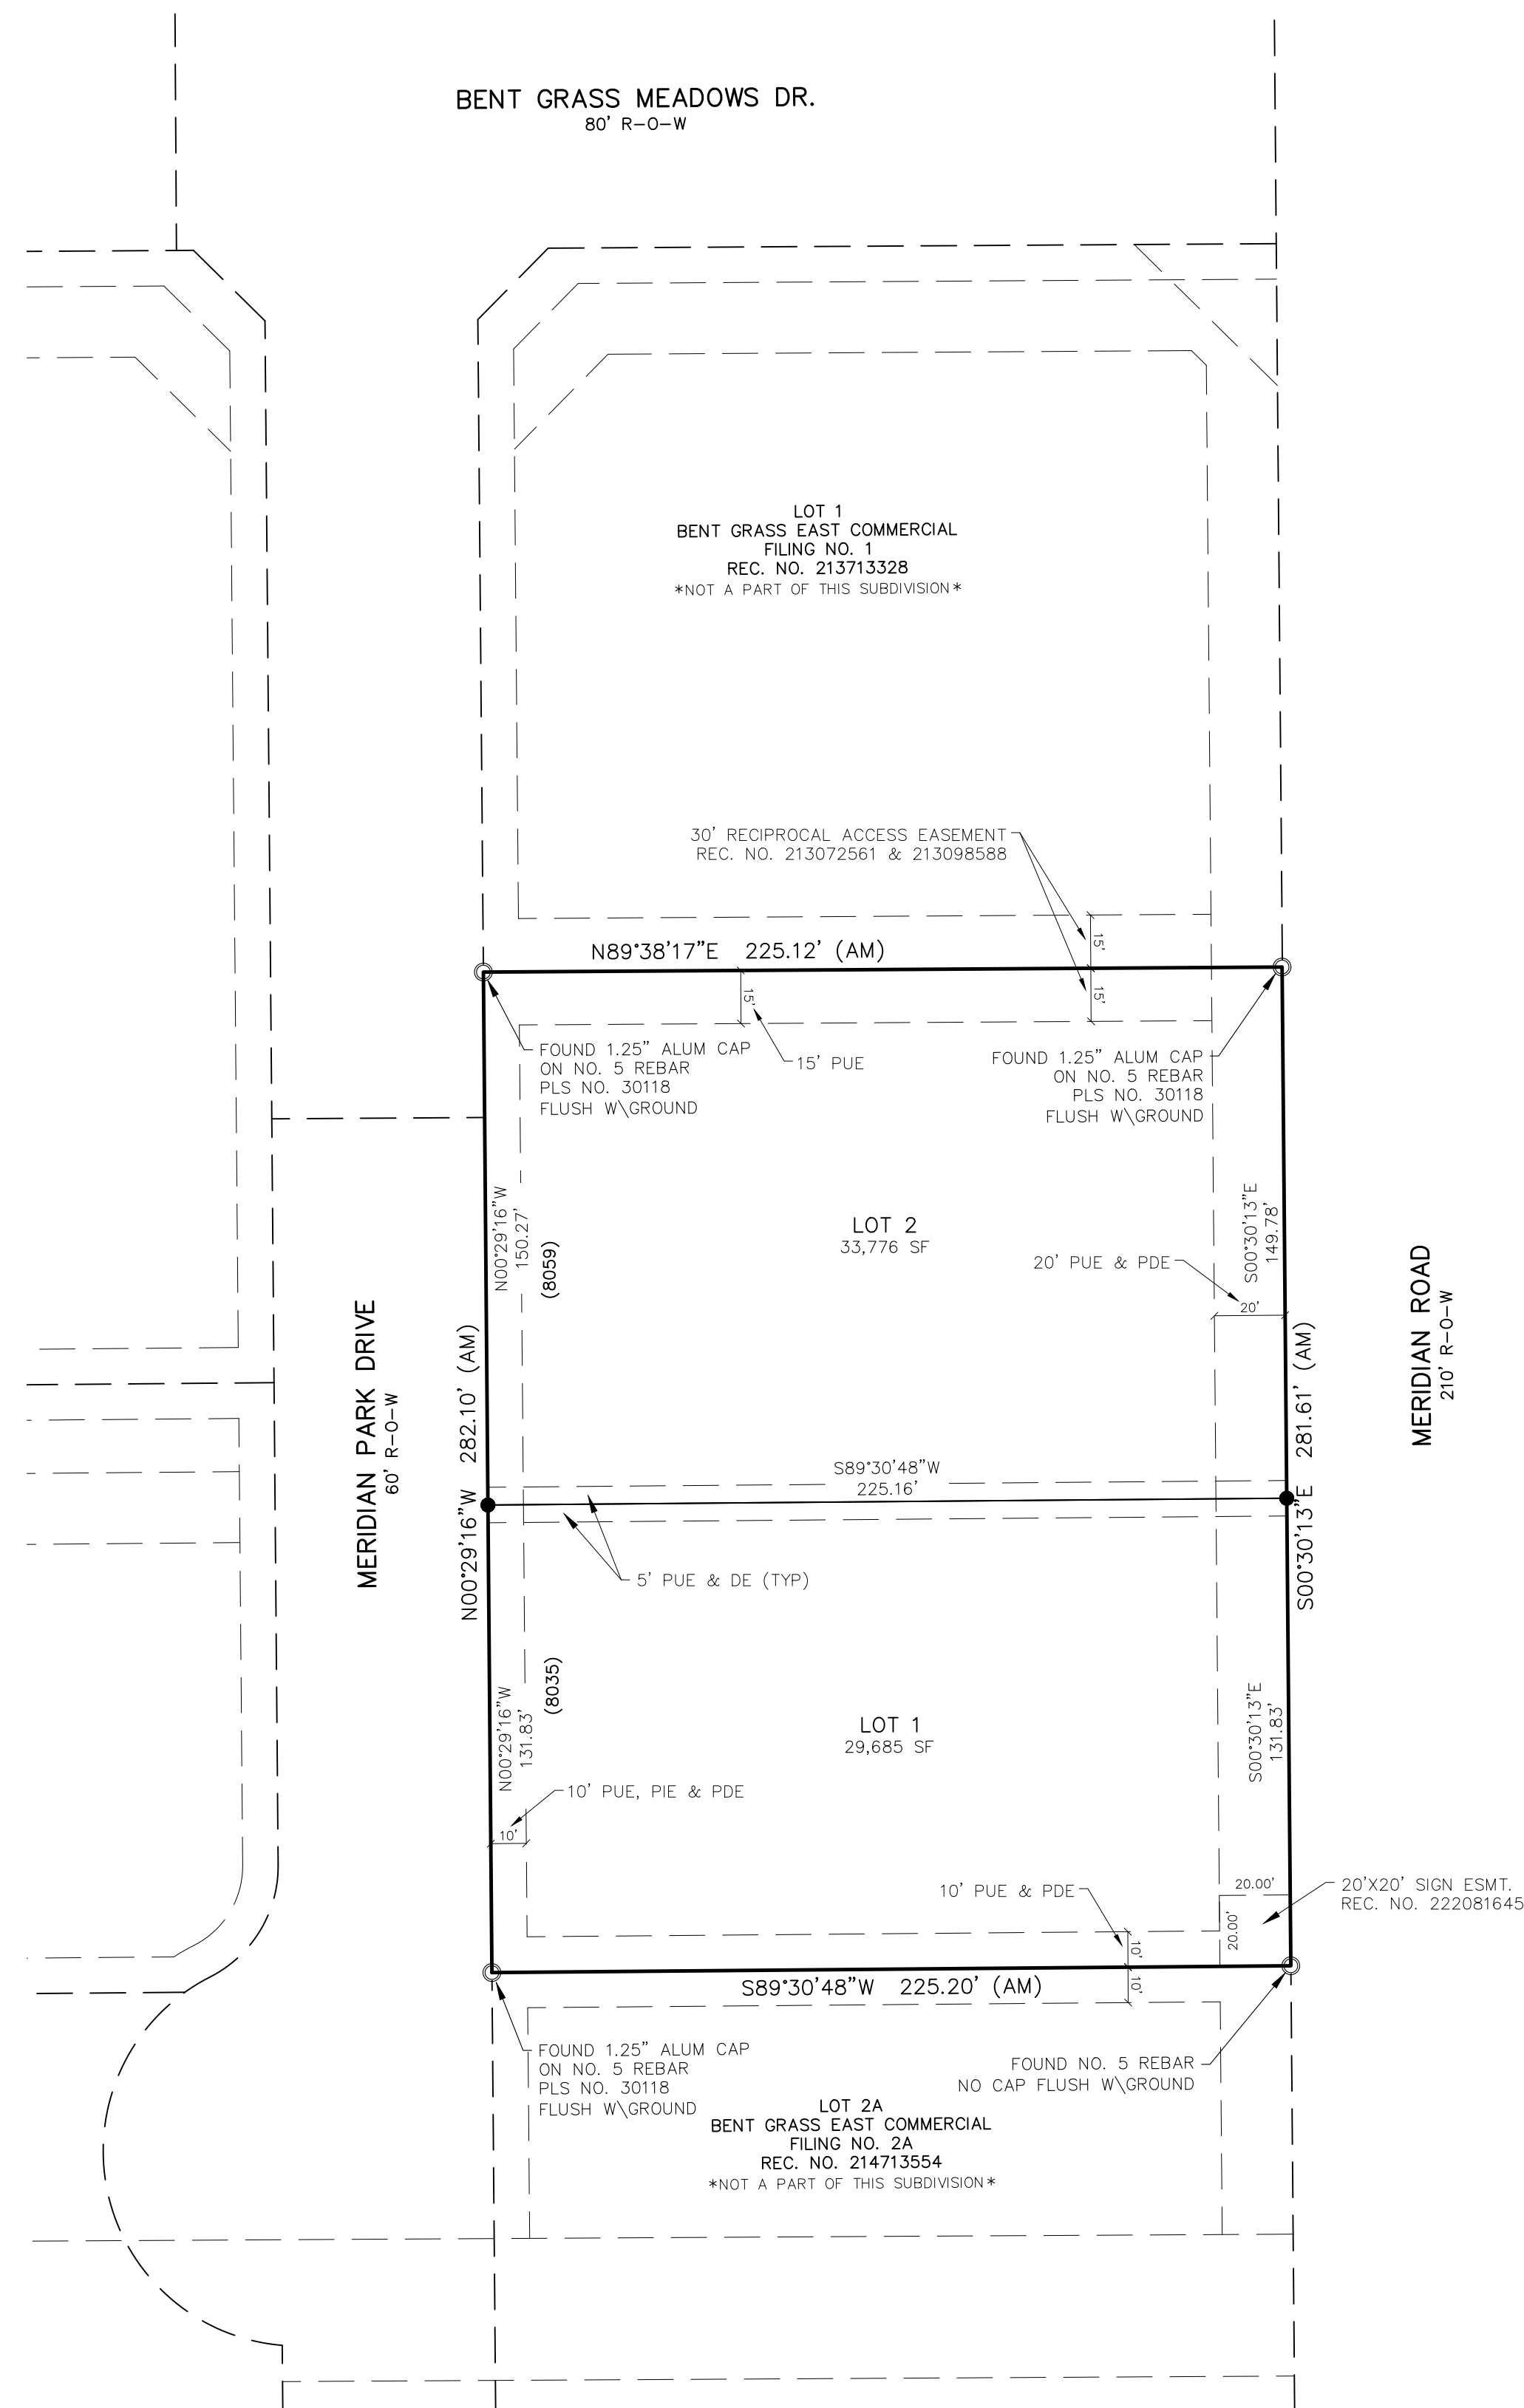 BENT GRASS MEADOWS DR.
80' R-O-W
LOT 1
BENT GRASS EAST COMMERCIAL
FILING NO. 1
REC. NO. 213713328
*NOT A PART OF THIS SUBDIVISION*
30' RECIPROCAL ACCESS EASEMENT
REC. NO. 213072561 & 213098588
15'
N89°38'17"E 225.12' (AM)
15'
15'
15' PUE
FOUND 1.25" ALUM CAP
ON NO. 5 REBAR
PLS NO. 30118
FLUSH W\GROUND
FOUND 1.25" ALUM CAP
ON NO. 5 REBAR
PLS NO. 30118
FLUSH W\GROUND
N00°29'16"W
150.27'
(8059)
LOT 2
33,776 SF
S00°30'13"E
149.78'
20' PUE & PDE
20'
MERIDIAN PARK DRIVE
60' R-O-W
N00°29'16"W 282.10' (AM)
S00°30'13"E 281.61' (AM)
MERIDIAN ROAD
210' R-O-W
S89°30'48"W
225.16'
5' PUE & DE (TYP)
N00°29'16"W
131.83'
(8035)
LOT 1
29,685 SF
S00°30'13"E
131.83'
10' PUE, PIE & PDE
10'
10' PUE & PDE
10'
10'
20.00'
20.00'
20'X20' SIGN ESMT.
REC. NO. 222081645
S89°30'48"W 225.20' (AM)
FOUND 1.25" ALUM CAP
ON NO. 5 REBAR
PLS NO. 30118
FLUSH W\GROUND
FOUND NO. 5 REBAR
NO CAP FLUSH W\GROUND
LOT 2A
BENT GRASS EAST COMMERCIAL
FILING NO. 2A
REC. NO. 214713554
*NOT A PART OF THIS SUBDIVISION*